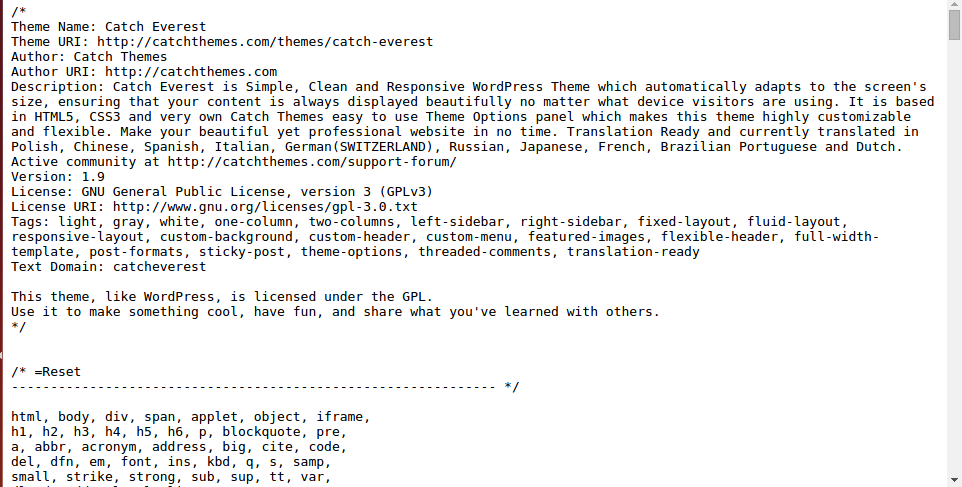 /*
Theme Name: Catch Everest
Theme URI: http://catchthemes.com/themes/catch-everest
Author: Catch Themes
Author URI: http://catchthemes.com
Description: Catch Everest is Simple, Clean and Responsive WordPress Theme which automatically adapts to the screen's
size, ensuring that your content is always displayed beautifully no matter what device visitors are using. It is based
in HTML5, CSS3 and very own Catch Themes easy to use Theme Options panel which makes this theme highly customizable
and flexible. Make your beautiful yet professional website in no time. Translation Ready and currently translated in
Polish, Chinese, Spanish, Italian, German(SWITZERLAND), Russian, Japanese, French, Brazilian Portuguese and Dutch.
Active community at http://catchthemes.com/support-forum/
Version: 1.9
License: GNU General Public License, version 3 (GPLv3)
License URI: http://www.gnu.org/licenses/gpl-3.0.txt
Tags: light, gray, white, one-column, two-columns, left-sidebar, right-sidebar, fixed-layout, fluid-layout,
responsive-layout, custom-background, custom-header, custom-menu, featured-images, flexible-header, full-width-
template, post-formats, sticky-post, theme-options, threaded-comments, translation-ready
Text Domain: catcheverest
This theme, like WordPress, is licensed under the GPL.
Use it to make something cool, have fun, and share what you've learned with others.
*/
/* =Reset
-------------------------------------------------------------- */
html, body, div, span, applet, object, iframe,
h1, h2, h3, h4, h5, h6, p, blockquote, pre,
a, abbr, acronym, address, big, cite, code,
del, dfn, em, font, ins, kbd, q, s, samp,
small, strike, strong, sub, sup, tt, var,